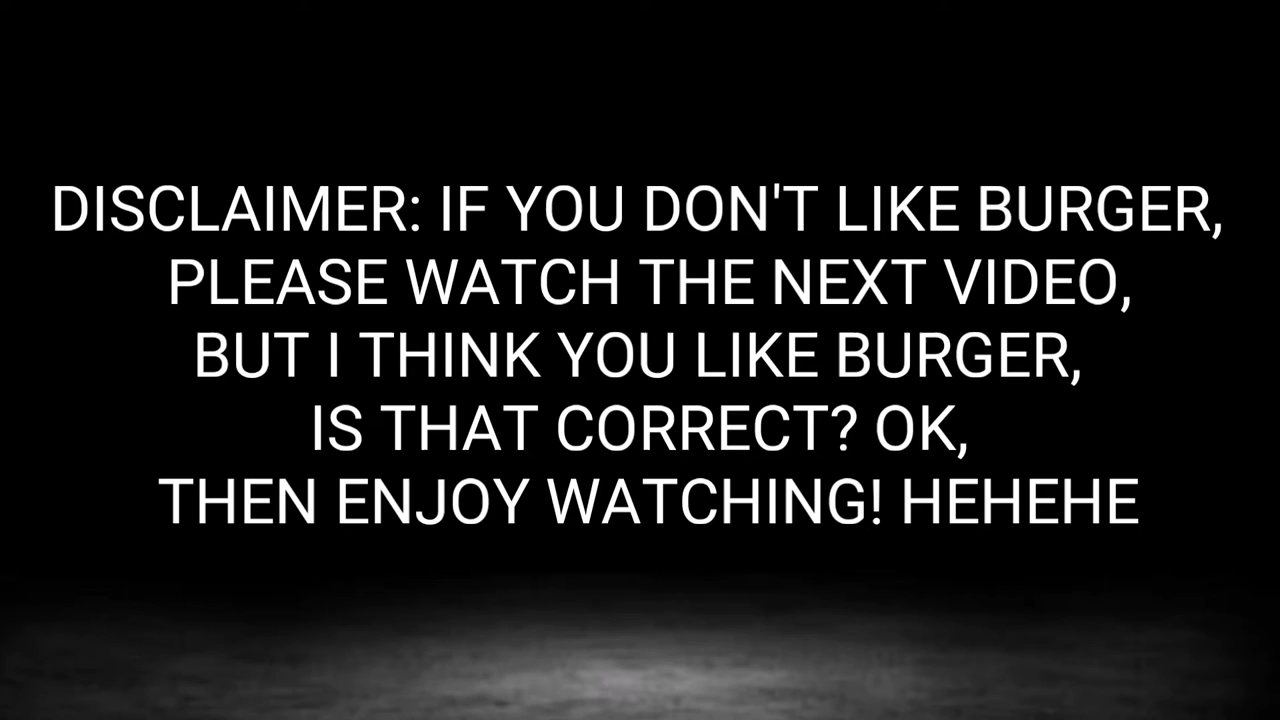 DISCLAIMER: IF YOU DON'T LIKE BURGER,
PLEASE WATCH THE NEXT VIDEO,
BUT I THINK YOU LIKE BURGER,
IS THAT CORRECT? OK,
THEN ENJOY WATCHING! HEHEHE